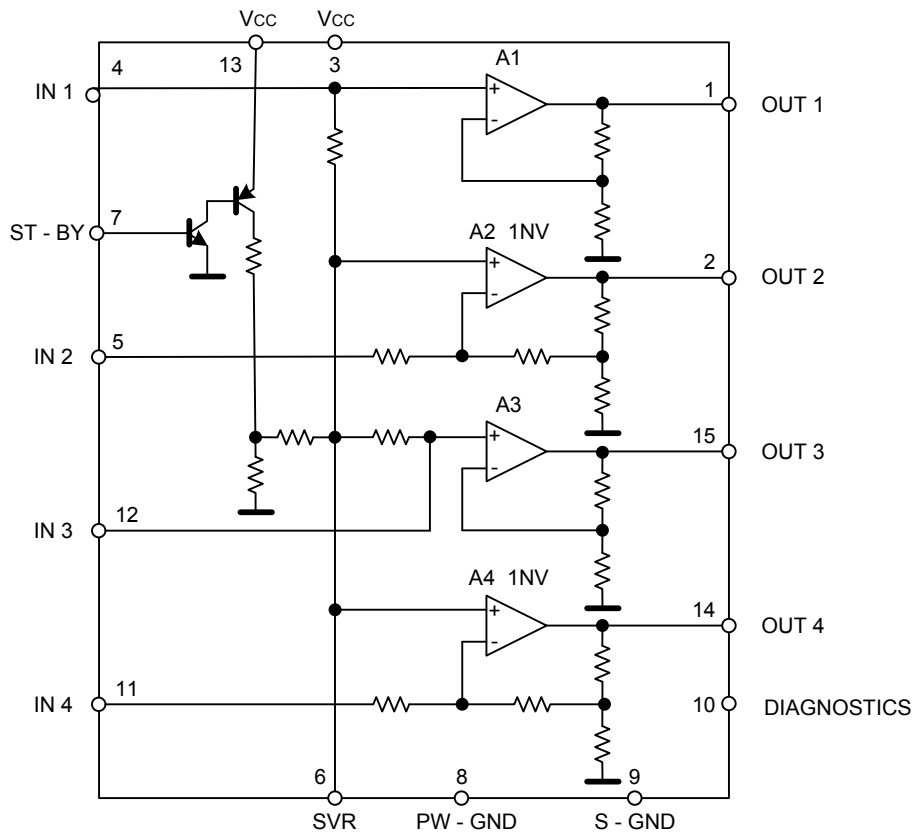 VCC VCC
13 3
A1
4
IN 1
1
OUT 1
7
ST - BY
A2 1NV
+
-
+
-
2
OUT 2
5
IN 2
A3
+
-
15
OUT 3
12
IN 3
A4 1NV
+
-
14
OUT 4
11
IN 4
10
DIAGNOSTICS
6 8 9
SVR PW - GND S - GND